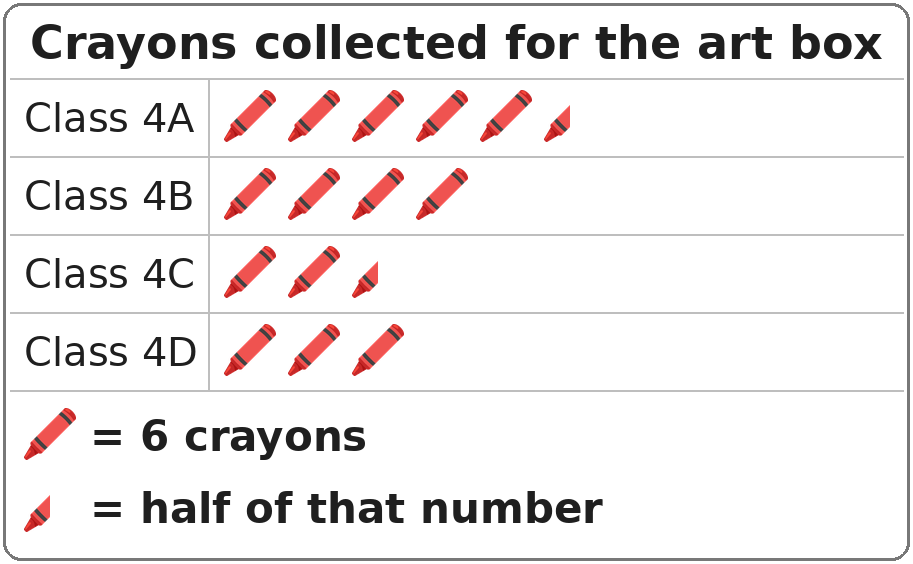 Crayons collected for the art box
Class 4A
Class 4B
Class 4C
Class 4D
= 6 crayons
= half of that number